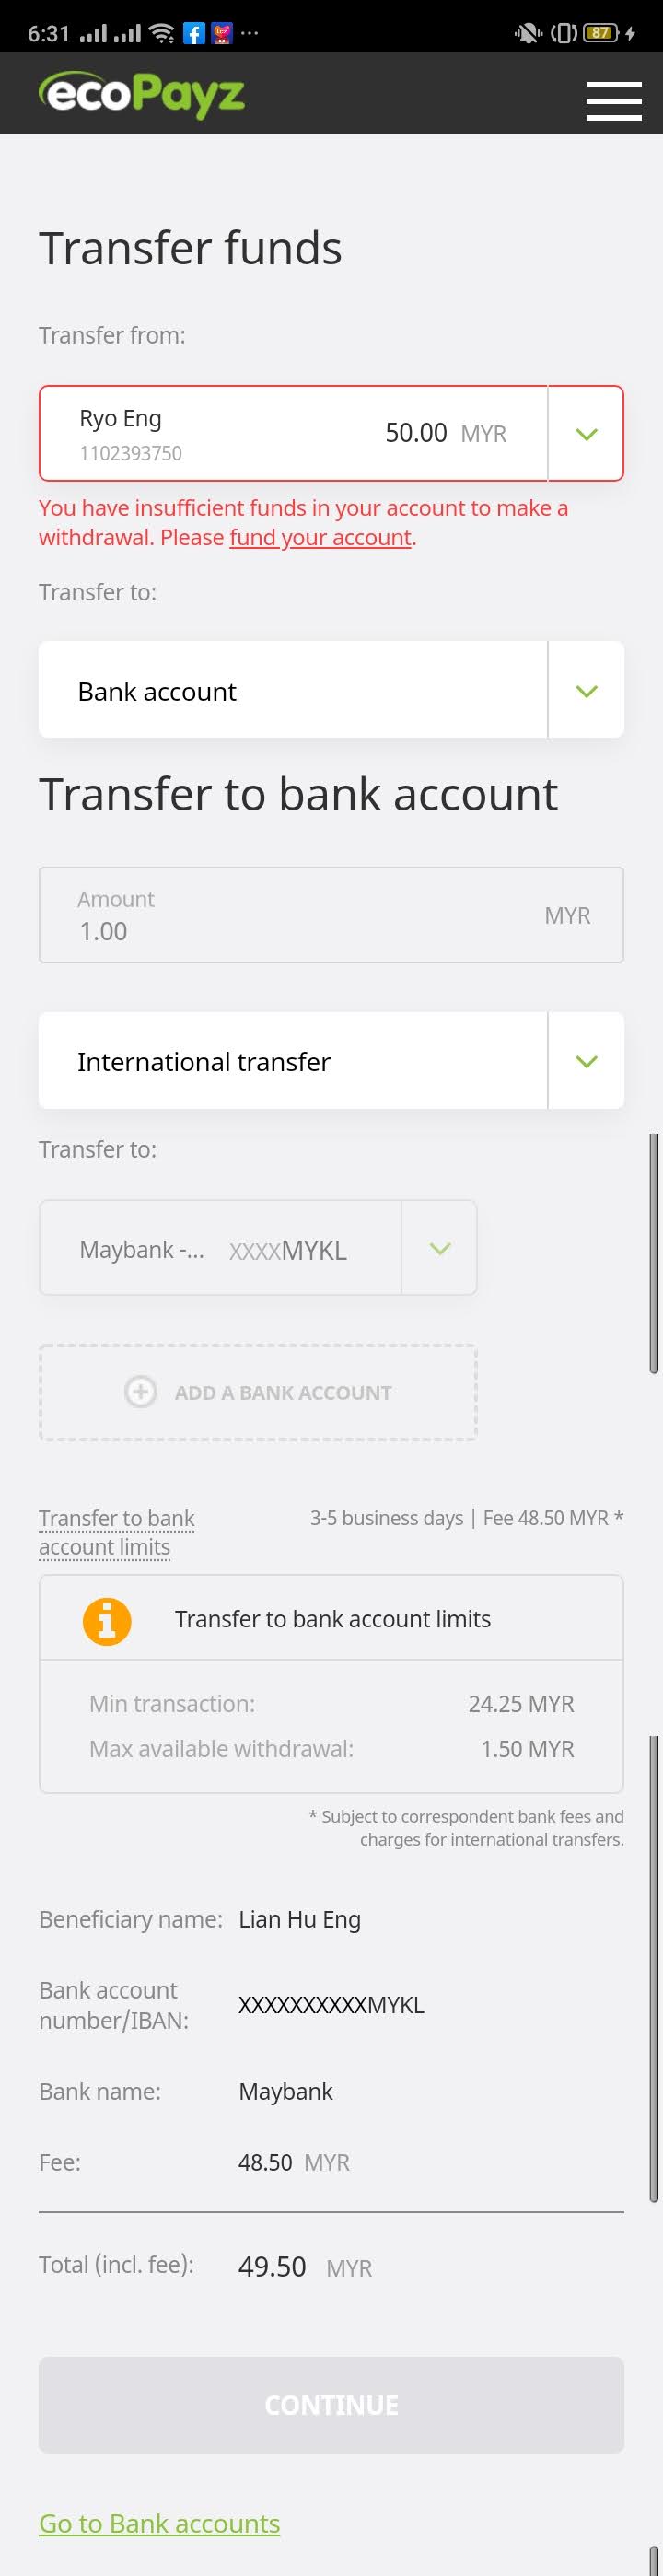 6:31
87
ecoPayz
Transfer funds
Transfer from:
Ryo Eng
50.00 MYR
1102393750
You have insufficient funds in your account to make a
withdrawal. Please fund your account.
Transfer to:
Bank account
Transfer to bank account
Amount
1.00
MYR
International transfer
Transfer to:
Maybank -... XXXXMYKL
ADD A BANK ACCOUNT
Transfer to bank
account limits
3-5 business days | Fee 48.50 MYR *
Transfer to bank account limits
Min transaction: 24.25 MYR
Max available withdrawal: 1.50 MYR
* Subject to correspondent bank fees and
charges for international transfers.
Beneficiary name: Lian Hu Eng
Bank account
number/IBAN:
XXXXXXXXXXMYKL
Bank name: Maybank
Fee: 48.50 MYR
Total (incl. fee): 49.50 MYR
CONTINUE
Go to Bank accounts